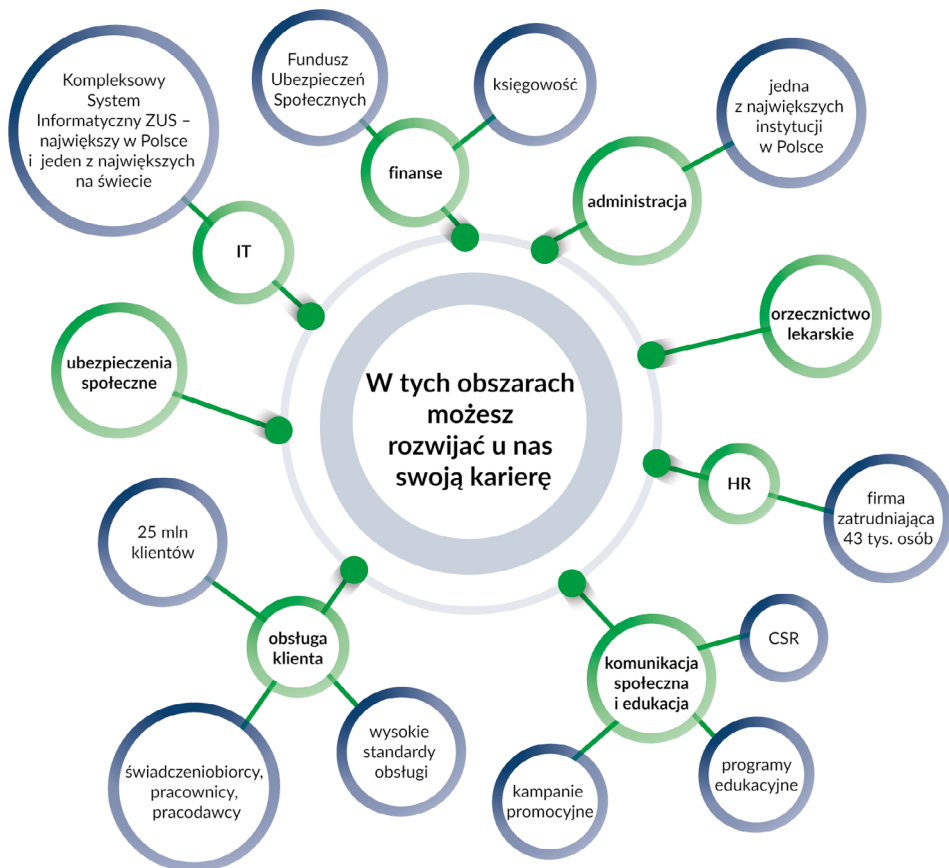 Kompleksowy
System
Informatyczny ZUS –
największy w Polsce
i jeden z największych
na świecie
IT
Fundusz
Ubezpieczeń
Społecznych
księgowość
finanse
jedna
z największych
instytucji
w Polsce
administracja
orzecznictwo
lekarskie
ubezpieczenia
społeczne
W tych obszarach
możesz
rozwijać u nas
swoją karierę
HR
firma
zatrudniająca
43 tys. osób
25 mln
klientów
obsługa
klienta
świadczeniobiorcy,
pracownicy,
pracodawcy
wysokie
standardy
obsługi
komunikacja
społeczna
i edukacja
CSR
kampanie
promocyjne
programy
edukacyjne